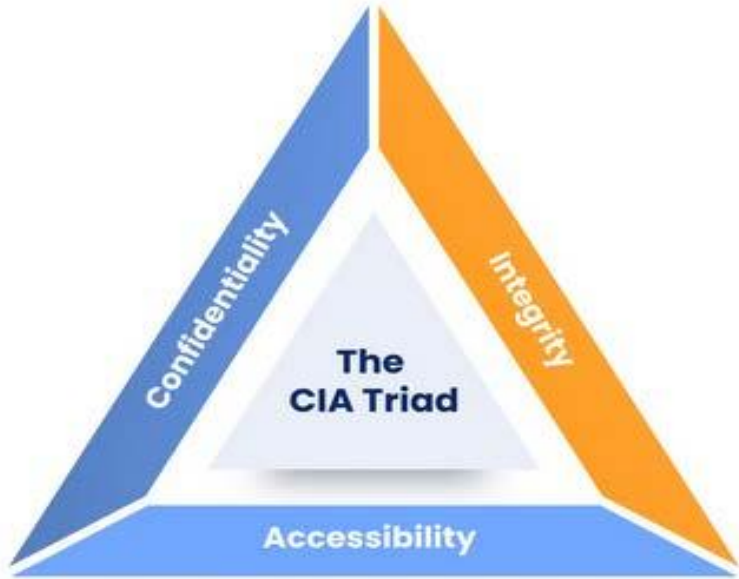 Confidentiality
Integrity
The
CIA Triad
Accessibility